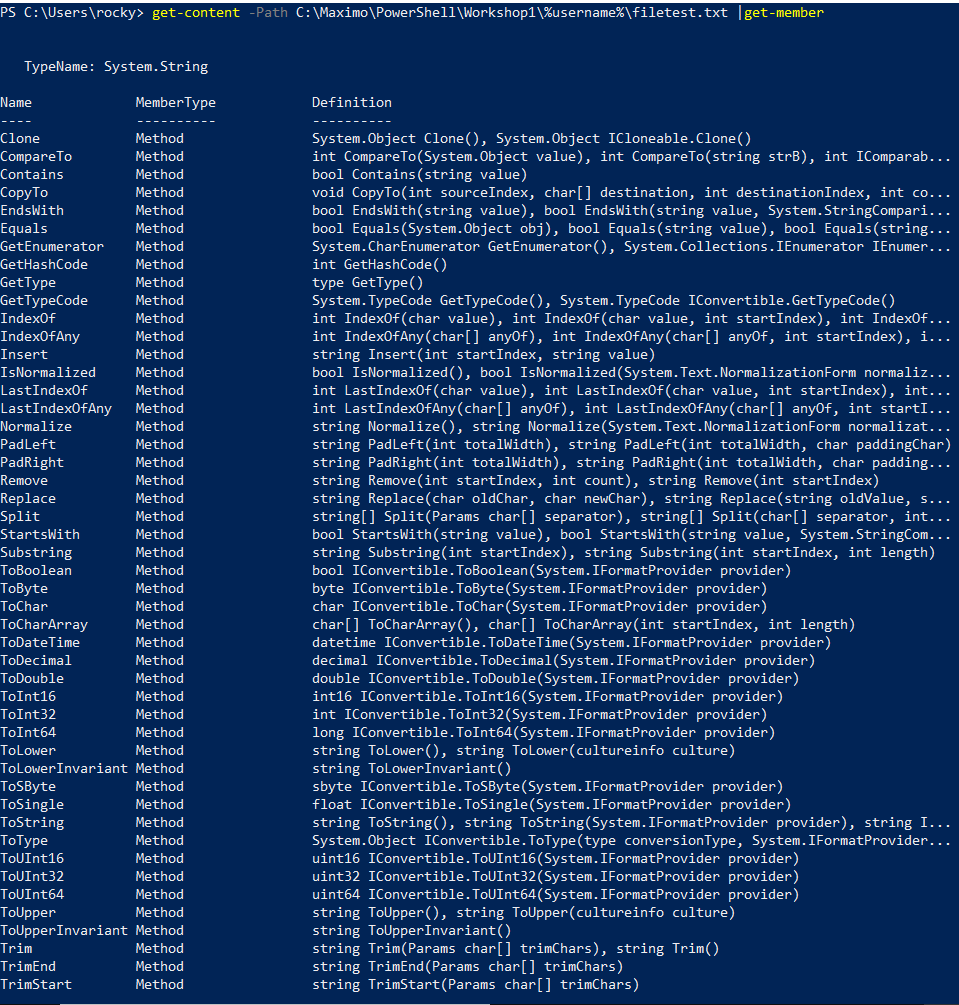 PS C:\Users\rocky> get-content -Path C:\Maximo\PowerShell\Workshop1\%username%\filetest.txt |get-member
TypeName: System.String
Name MemberType Definition
---- ---------- ----------
Clone Method System.Object Clone(), System.Object ICloneable.Clone()
CompareTo Method int CompareTo(System.Object value), int CompareTo(string strB), int IComparab...
Contains Method bool Contains(string value)
CopyTo Method void CopyTo(int sourceIndex, char[] destination, int destinationIndex, int co...
EndsWith Method bool EndsWith(string value), bool EndsWith(string value, System.StringCompari...
Equals Method bool Equals(System.Object obj), bool Equals(string value), bool Equals(string...
GetEnumerator Method System.CharEnumerator GetEnumerator(), System.Collections.IEnumerator IEnumer...
GetHashCode Method int GetHashCode()
GetType Method type GetType()
GetTypeCode Method System.TypeCode GetTypeCode(), System.TypeCode IConvertible.GetTypeCode()
IndexOf Method int IndexOf(char value), int IndexOf(char value, int startIndex), int IndexOf...
IndexOfAny Method int IndexOfAny(char[] anyOf), int IndexOfAny(char[] anyOf, int startIndex), i...
Insert Method string Insert(int startIndex, string value)
IsNormalized Method bool IsNormalized(), bool IsNormalized(System.Text.NormalizationForm normaliz...
LastIndexOf Method int LastIndexOf(char value), int LastIndexOf(char value, int startIndex), int...
LastIndexOfAny Method int LastIndexOfAny(char[] anyOf), int LastIndexOfAny(char[] anyOf, int startI...
Normalize Method string Normalize(), string Normalize(System.Text.NormalizationForm normalizat...
PadLeft Method string PadLeft(int totalWidth), string PadLeft(int totalWidth, char paddingChar)
PadRight Method string PadRight(int totalWidth), string PadRight(int totalWidth, char padding...
Remove Method string Remove(int startIndex, int count), string Remove(int startIndex)
Replace Method string Replace(char oldChar, char newChar), string Replace(string oldValue, s...
Split Method string[] Split(Params char[] separator), string[] Split(char[] separator, int...
StartsWith Method bool StartsWith(string value), bool StartsWith(string value, System.StringCom...
Substring Method string Substring(int startIndex), string Substring(int startIndex, int length)
ToBoolean Method bool IConvertible.ToBoolean(System.IFormatProvider provider)
ToByte Method byte IConvertible.ToByte(System.IFormatProvider provider)
ToChar Method char IConvertible.ToChar(System.IFormatProvider provider)
ToCharArray Method char[] ToCharArray(), char[] ToCharArray(int startIndex, int length)
ToDateTime Method datetime IConvertible.ToDateTime(System.IFormatProvider provider)
ToDecimal Method decimal IConvertible.ToDecimal(System.IFormatProvider provider)
ToDouble Method double IConvertible.ToDouble(System.IFormatProvider provider)
ToInt16 Method int16 IConvertible.ToInt16(System.IFormatProvider provider)
ToInt32 Method int IConvertible.ToInt32(System.IFormatProvider provider)
ToInt64 Method long IConvertible.ToInt64(System.IFormatProvider provider)
ToLower Method string ToLower(), string ToLower(cultureinfo culture)
ToLowerInvariant Method string ToLowerInvariant()
ToSByte Method sbyte IConvertible.ToSByte(System.IFormatProvider provider)
ToSingle Method float IConvertible.ToSingle(System.IFormatProvider provider)
ToString Method string ToString(), string ToString(System.IFormatProvider provider), string I...
ToType Method System.Object IConvertible.ToType(type conversionType, System.IFormatProvider...
ToUInt16 Method uint16 IConvertible.ToUInt16(System.IFormatProvider provider)
ToUInt32 Method uint32 IConvertible.ToUInt32(System.IFormatProvider provider)
ToUInt64 Method uint64 IConvertible.ToUInt64(System.IFormatProvider provider)
ToUpper Method string ToUpper(), string ToUpper(cultureinfo culture)
ToUpperInvariant Method string ToUpperInvariant()
Trim Method string Trim(Params char[] trimChars), string Trim()
TrimEnd Method string TrimEnd(Params char[] trimChars)
TrimStart Method string TrimStart(Params char[] trimChars)